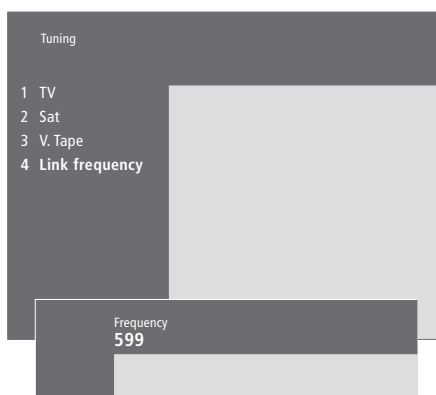 Tuning
1 TV
2 Sat
3 V. Tape
4 Link frequency
Frequency
599